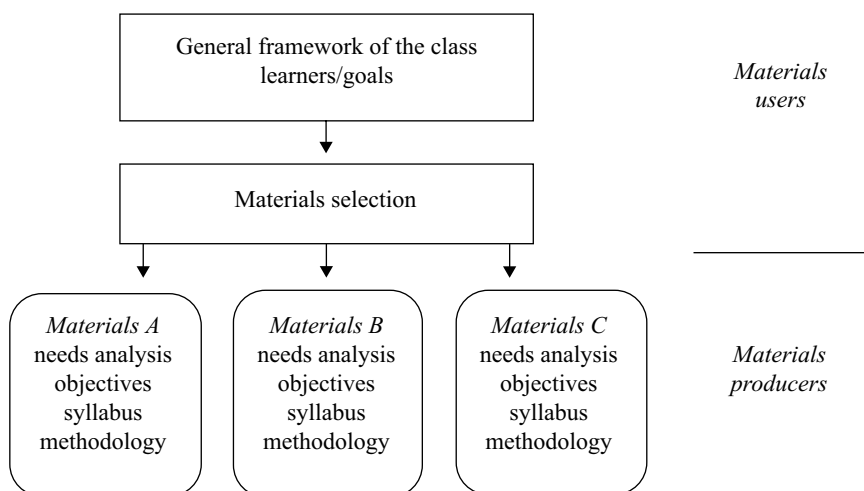 General framework of the class
learners/goals
Materials
users
Materials selection
Materials A
needs analysis
objectives
syllabus
methodology
Materials B
needs analysis
objectives
syllabus
methodology
Materials C
needs analysis
objectives
syllabus
methodology
Materials
producers